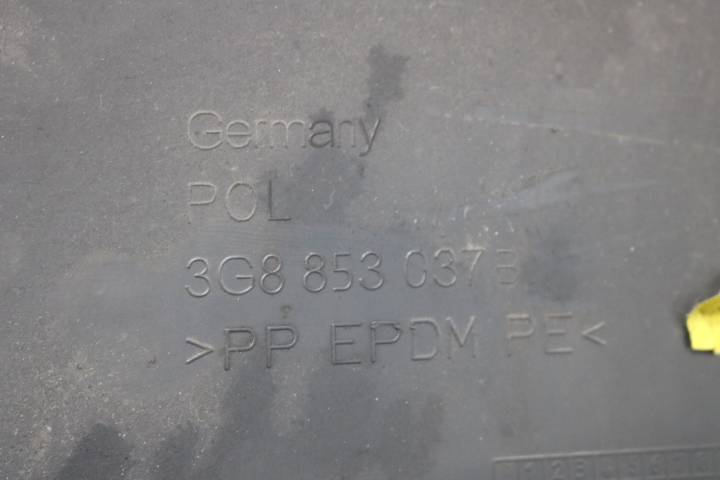 Germany
POL
3G8 853 037 B
>PP EPDM PE<